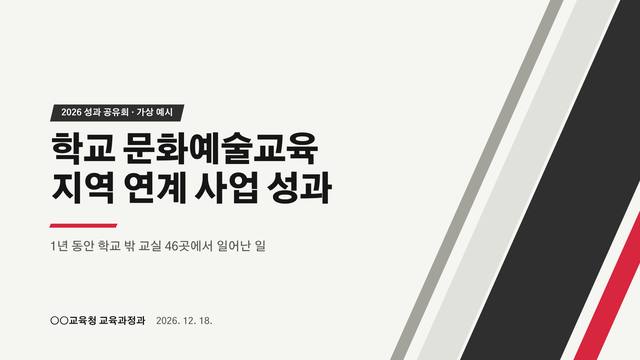 2026 성과 공유회 · 가상 예시
학교 문화예술교육
지역 연계 사업 성과
1년 동안 학교 밖 교실 46곳에서 일어난 일
○○교육청 교육과정과 2026. 12. 18.